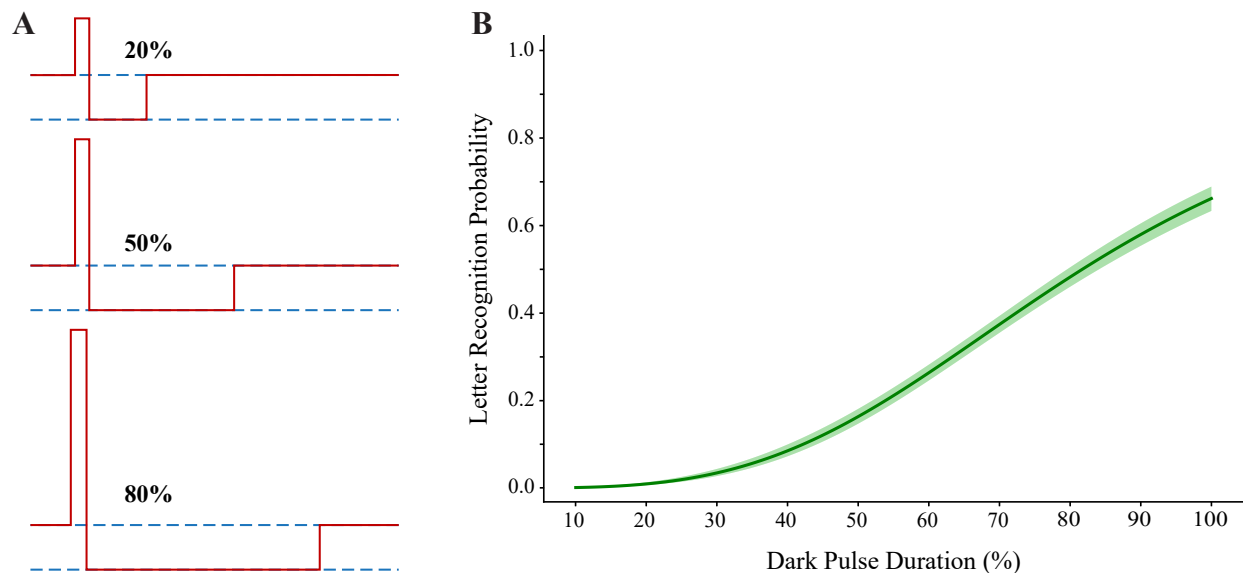 A
20%
50%
80%
B
Letter Recognition Probability
1.0
0.8
0.6
0.4
0.2
0.0
10 20 30 40 50 60 70 80 90 100
Dark Pulse Duration (%)